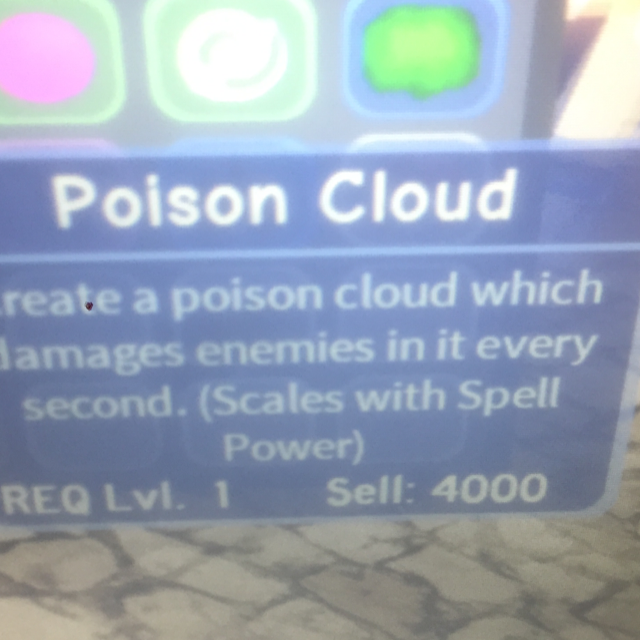 Poison Cloud
reate a poison cloud which
damages enemies in it every
second. (Scales with Spell
Power)
REQ Lvl. 1 Sell: 4000